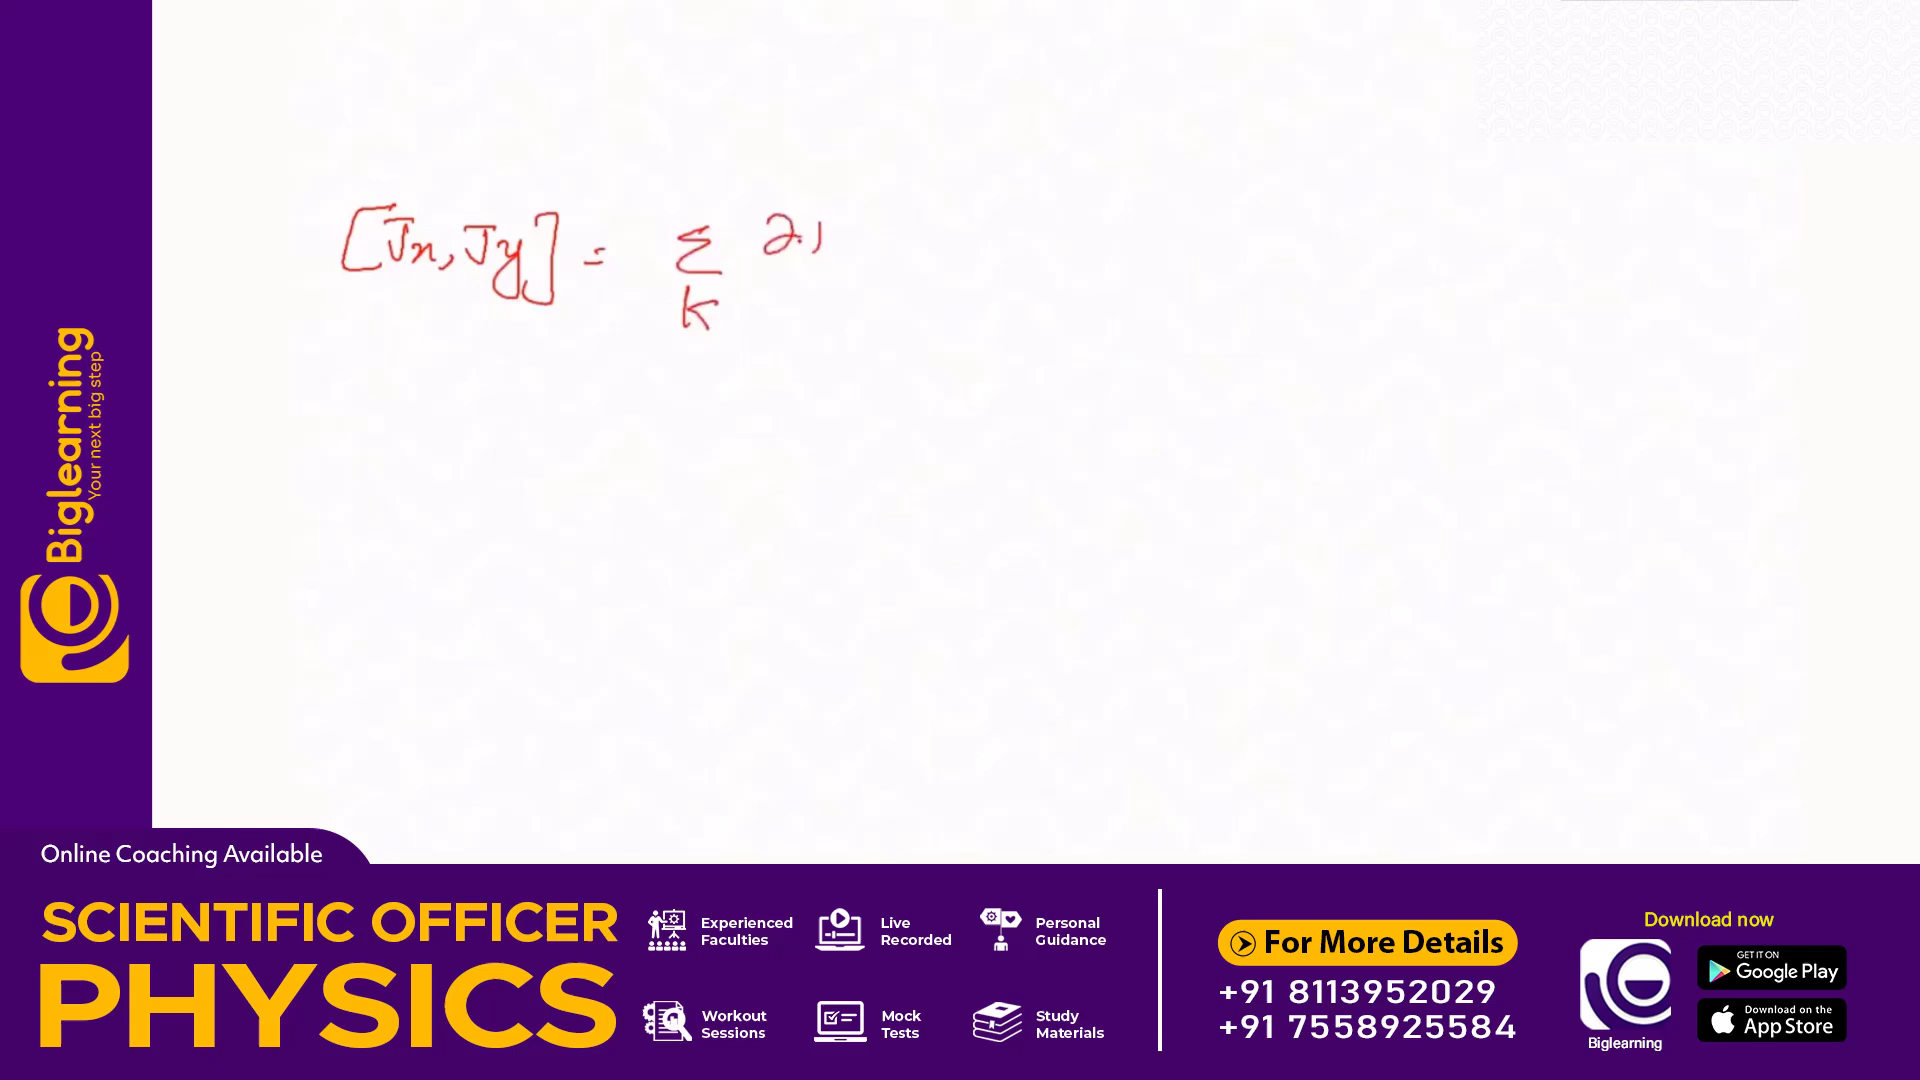 [Jx, Jy] = Σ
K
Biglearning
Your next big step
Online Coaching Available
SCIENTIFIC OFFICER
PHYSICS
Experienced
Faculties
Live
Recorded
Personal
Guidance
Workout
Sessions
Mock
Tests
Study
Materials
For More Details
+91 8113952029
+91 7558925584
Download now
GET IT ON
Google Play
Download on the
App Store
Biglearning